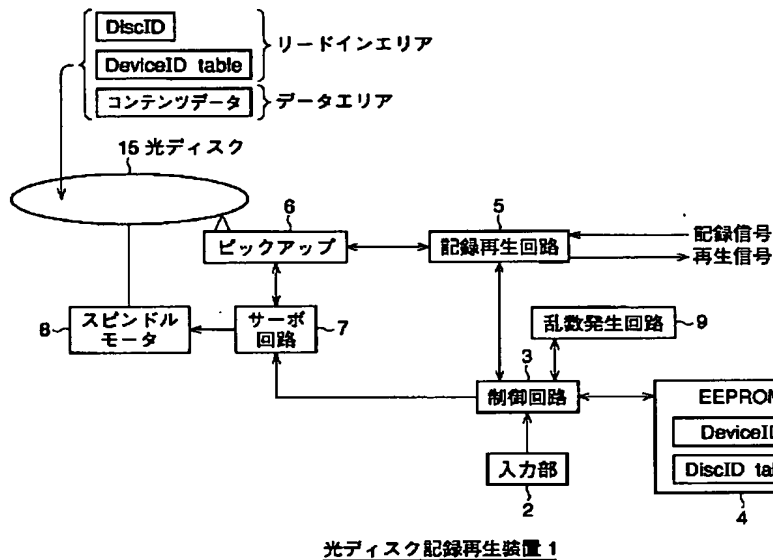 DiscID
リードインエリア
DeviceID table
コンテンツデータ
データエリア
15 光ディスク
6
ピックアップ
5
記録再生回路
記録信号
再生信号
8
スピンドル
モータ
サーボ
回路
7
乱数発生回路
9
3
制御回路
EEPROM
DeviceID
DiscID
4
入力部
2
光ディスク記録再生装置 1